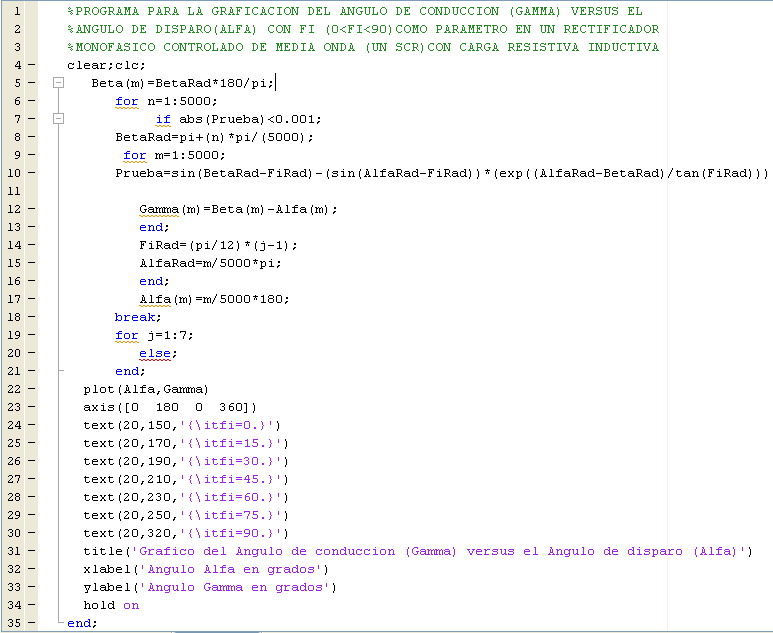 1 %PROGRAMA PARA LA GRAFICACION DEL ANGULO DE CONDUCCION (GAMMA) VERSUS EL
2 %ANGULO DE DISPARO(ALFA) CON FI (0<FI<90)COMO PARAMETRO EN UN RECTIFICADOR
3 %MONOFASICO CONTROLADO DE MEDIA ONDA (UN SCR)CON CARGA RESISTIVA INDUCTIVA
4 clear;clc;
5 Beta(m)=BetaRad*180/pi;
6 for n=1:5000;
7 if abs(Prueba)<0.001;
8 BetaRad=pi+(n)*pi/(5000);
9 for m=1:5000;
10 Prueba=sin(BetaRad-FiRad)-(sin(AlfaRad-FiRad))*(exp((AlfaRad-BetaRad)/tan(FiRad)))
11
12 Gamma(m)=Beta(m)-Alfa(m);
13 end;
14 FiRad=(pi/12)*(j-1);
15 AlfaRad=m/5000*pi;
16 end;
17 Alfa(m)=m/5000*180;
18 break;
19 for j=1:7;
20 else;
21 end;
22 plot(Alfa,Gamma)
23 axis([0 180 0 360])
24 text(20,150,'{\itfi=0.}')
25 text(20,170,'{\itfi=15.}')
26 text(20,190,'{\itfi=30.}')
27 text(20,210,'{\itfi=45.}')
28 text(20,230,'{\itfi=60.}')
29 text(20,250,'{\itfi=75.}')
30 text(20,320,'{\itfi=90.}')
31 title('Grafico del Angulo de conduccion (Gamma) versus el Angulo de disparo (Alfa)')
32 xlabel('Angulo Alfa en grados')
33 ylabel('Angulo Gamma en grados')
34 hold on
35 end;